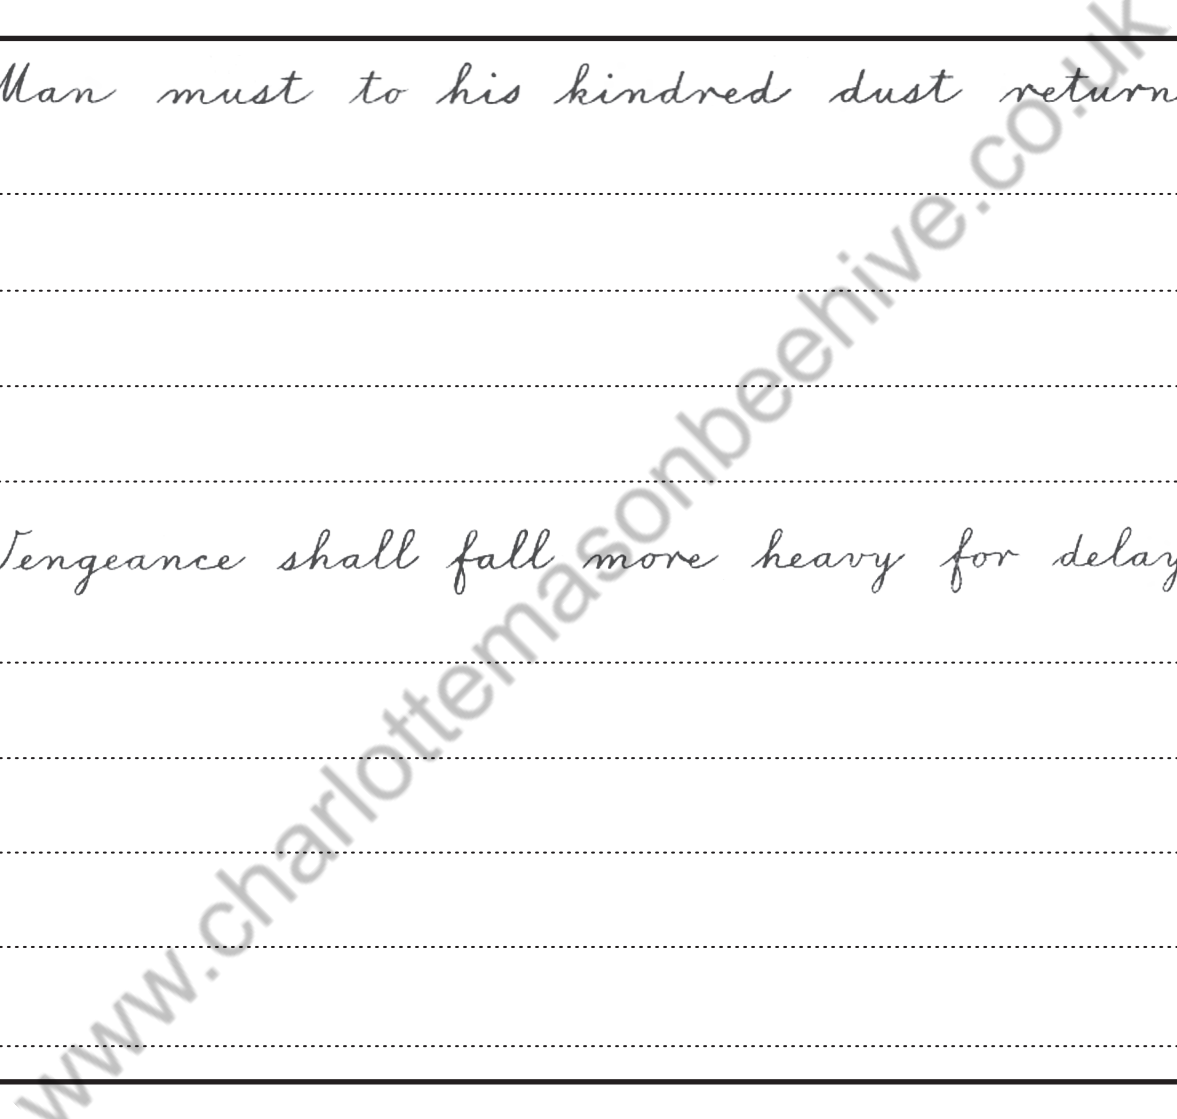 Man must to his kindred dust return
Vengeance shall fall more heavy for delay
www.charlottemasonbeehive.co.uk